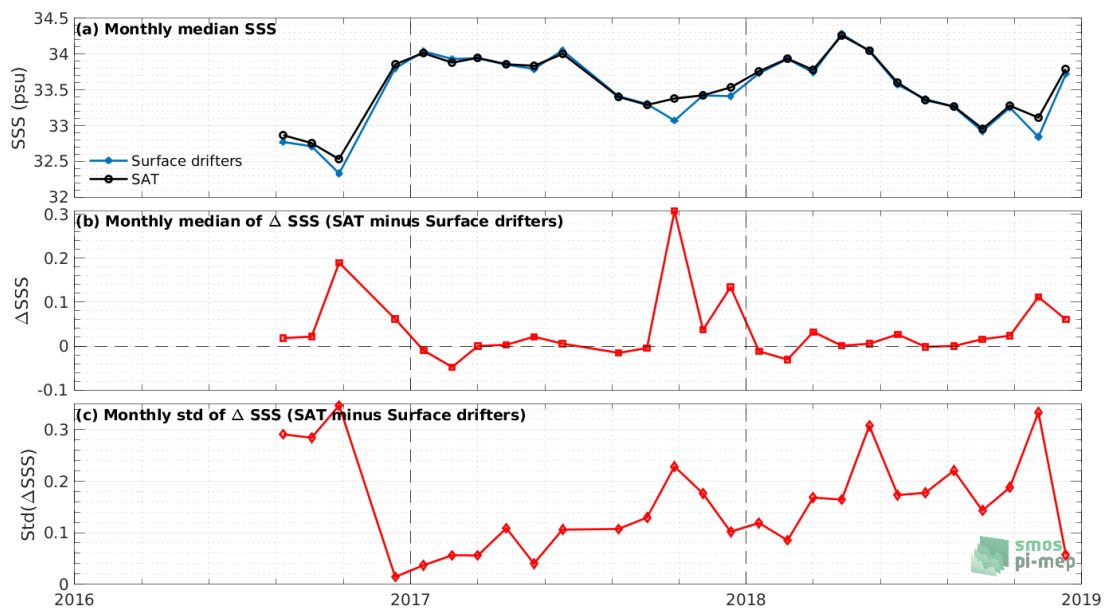 (a) Monthly median SSS
SSS (psu)
34.5
34
33.5
33
32.5
32
Surface drifters
SAT
(b) Monthly median of Δ SSS (SAT minus Surface drifters)
ΔSSS
0.3
0.2
0.1
0
-0.1
(c) Monthly std of Δ SSS (SAT minus Surface drifters)
Std(ΔSSS)
0.3
0.2
0.1
0
2016
2017
2018
2019
smos
pi-mep